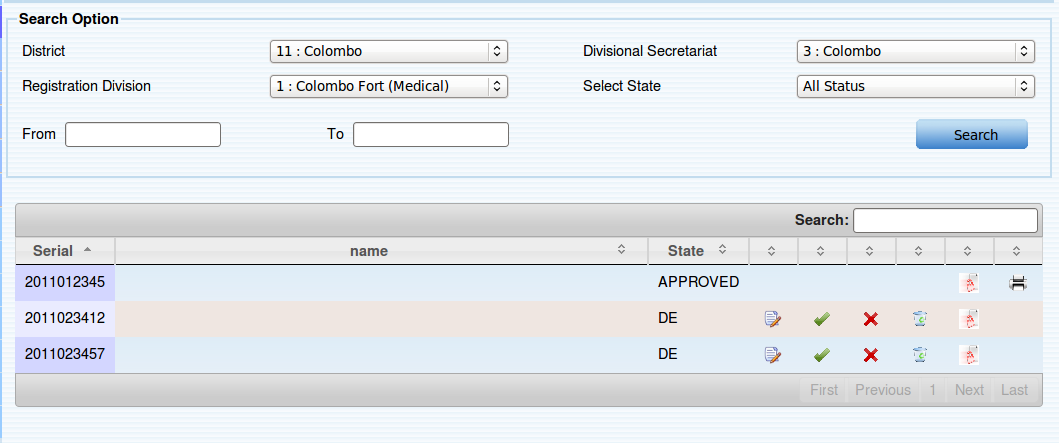 Search Option
District 11 : Colombo Divisional Secretariat 3 : Colombo
Registration Division 1 : Colombo Fort (Medical) Select State All Status
From To Search
Search:
Serial name State
2011012345 APPROVED
2011023412 DE
2011023457 DE
First Previous 1 Next Last